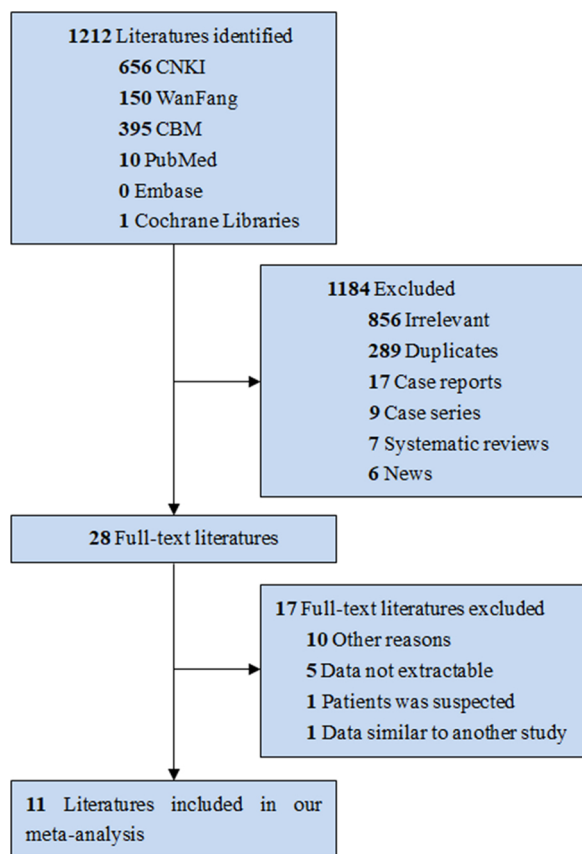 1212 Literatures identified
656 CNKI
150 WanFang
395 CBM
10 PubMed
0 Embase
1 Cochrane Libraries
1184 Excluded
856 Irrelevant
289 Duplicates
17 Case reports
9 Case series
7 Systematic reviews
6 News
28 Full-text literatures
17 Full-text literatures excluded
10 Other reasons
5 Data not extractable
1 Patients was suspected
1 Data similar to another study
11 Literatures included in our
meta-analysis